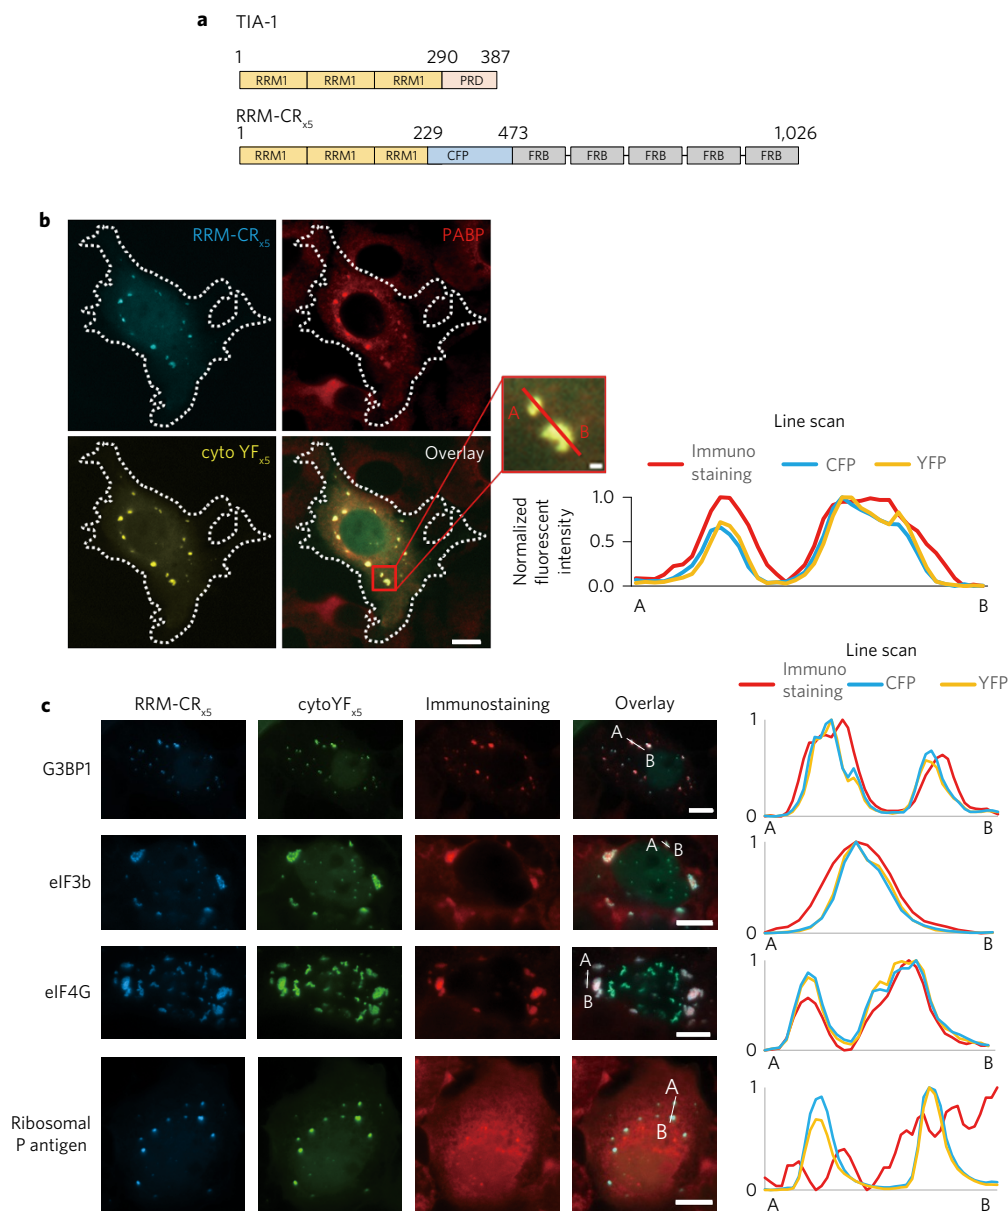 a
TIA-1
1 290 387
RRM1 RRM1 RRM1 PRD
RRM-CRx5
1 229 473 1,026
RRM1 RRM1 RRM1 CFP FRB FRB FRB FRB FRB
b
RRM-CRx5
PABP
cyto YFx5
Overlay
A
B
Line scan
Immuno staining
CFP
YFP
Normalized fluorescent intensity
1.0
0.5
0.0
A B
c
RRM-CRx5 cytoYFx5 Immunostaining Overlay
Line scan
Immuno staining
CFP
YFP
G3BP1
A
B
1
0
A B
eIF3b
A
B
1
0
A B
eIF4G
A
B
1
0
A B
Ribosomal
P antigen
A
B
1
0
A B